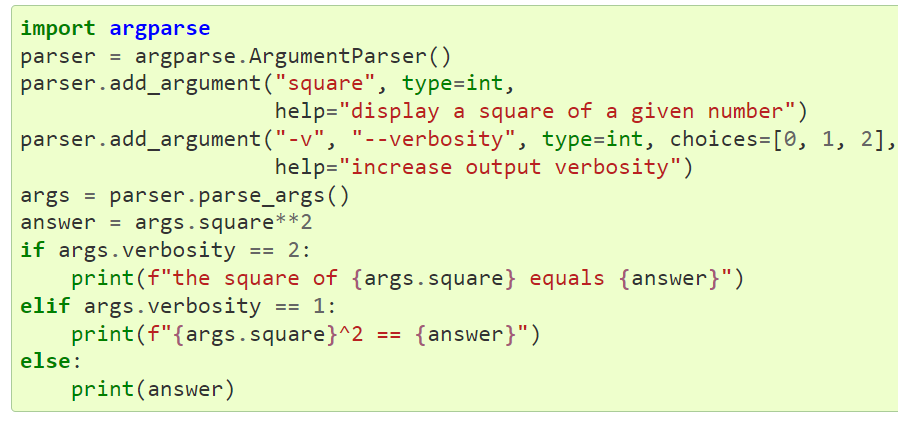 import argparse
parser = argparse.ArgumentParser()
parser.add_argument("square", type=int,
                    help="display a square of a given number")
parser.add_argument("-v", "--verbosity", type=int, choices=[0, 1, 2],
                    help="increase output verbosity")
args = parser.parse_args()
answer = args.square**2
if args.verbosity == 2:
    print(f"the square of {args.square} equals {answer}")
elif args.verbosity == 1:
    print(f"{args.square}^2 == {answer}")
else:
    print(answer)